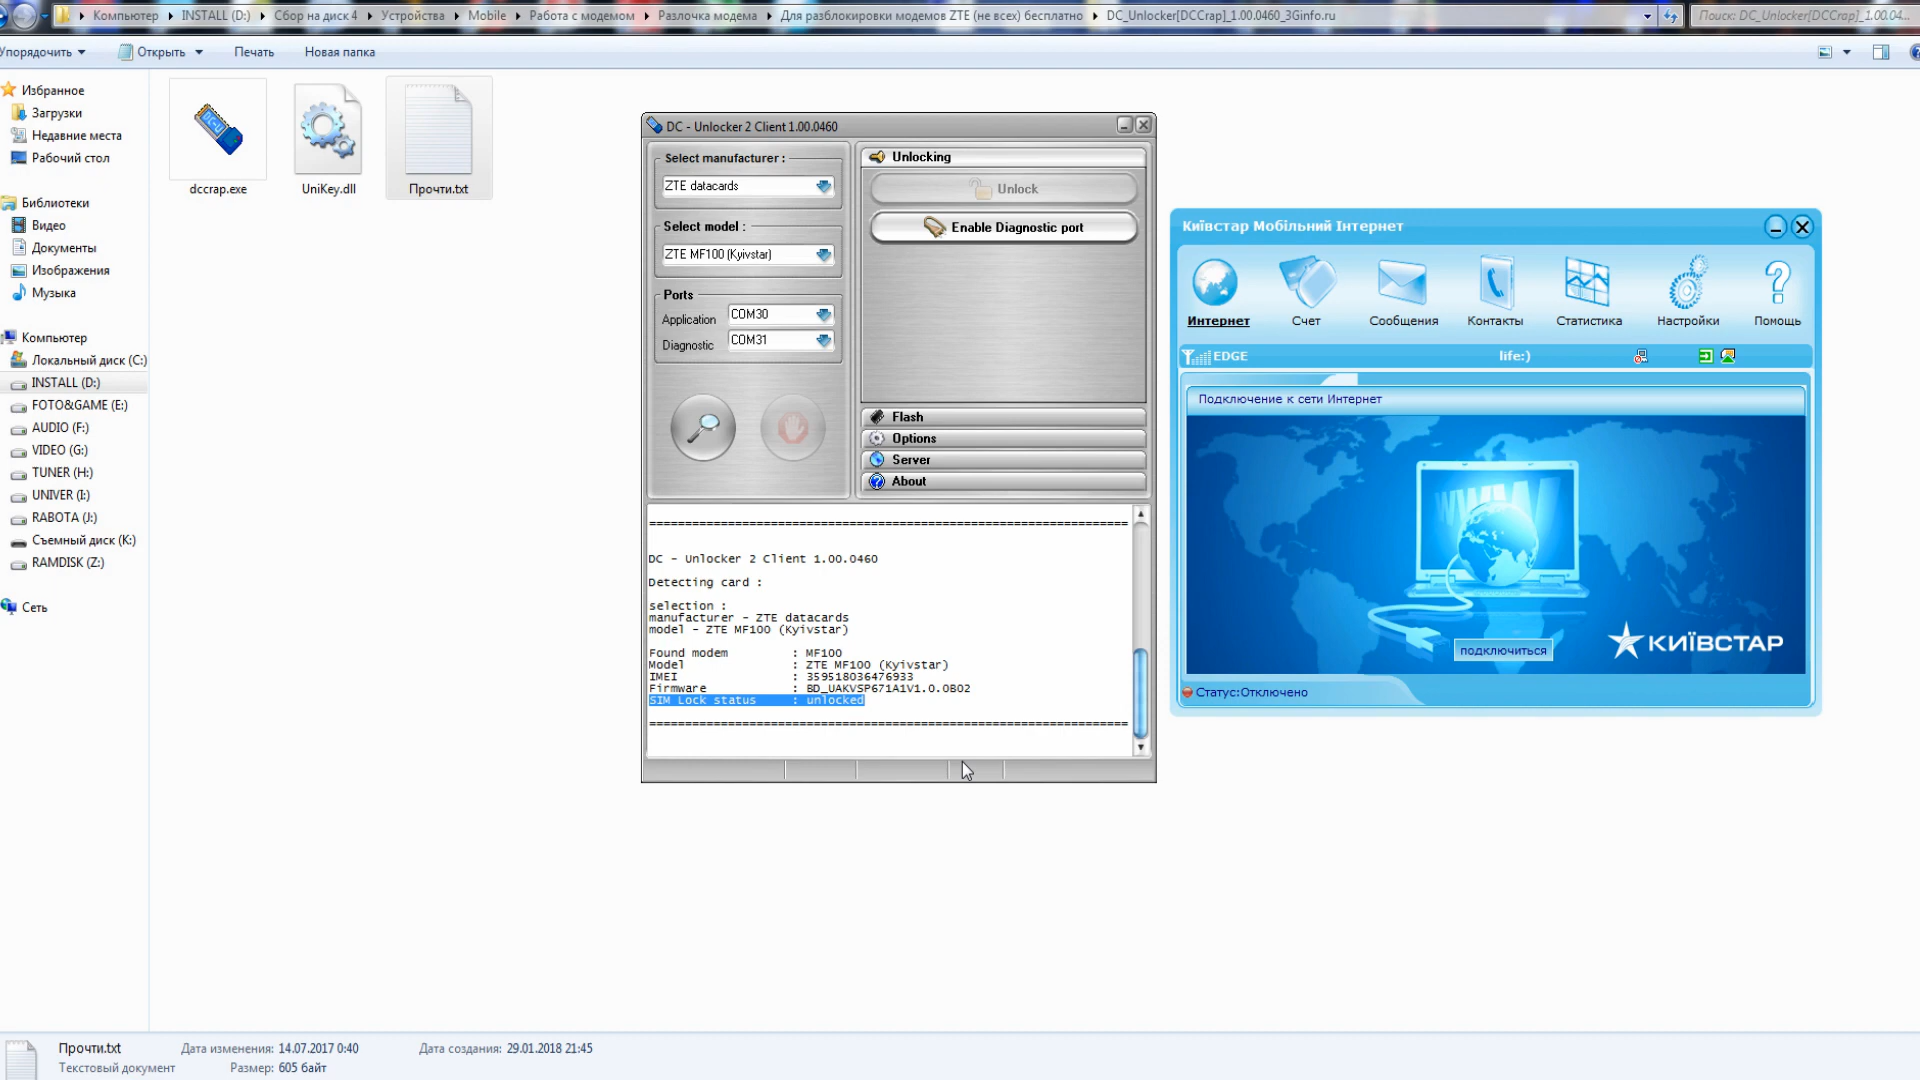 Компьютер INSTALL (D:) Сбор на диск 4 Устройства Mobile Работа с модемом Разлочка модема Для разблокировки модемов ZTE (не всех) бесплатно DC_Unlocker[DCCrap]_1.00.0460_3Ginfo.ru
Поиск: DC_Unlocker[DCCrap]_1.00.04...
Упорядочить Открыть Печать Новая папка
Избранное
Загрузки
Недавние места
Рабочий стол
Библиотеки
Видео
Документы
Изображения
Музыка
Компьютер
Локальный диск (C:)
INSTALL (D:)
FOTO&GAME (E:)
AUDIO (F:)
VIDEO (G:)
TUNER (H:)
UNIVER (I:)
RABOTA (J:)
Съемный диск (K:)
RAMDISK (Z:)
Сеть
DC-U
dccrap.exe
UniKey.dll
Прочти.txt
DC - Unlocker 2 Client 1.00.0460
Select manufacturer :
ZTE datacards
Select model :
ZTE MF100 (Kyivstar)
Ports
Application COM30
Diagnostic COM31
Unlocking
Unlock
Enable Diagnostic port
Flash
Options
Server
About
===================================================================
DC - Unlocker 2 Client 1.00.0460
Detecting card :
selection :
manufacturer - ZTE datacards
model - ZTE MF100 (Kyivstar)
Found modem : MF100
Model : ZTE MF100 (Kyivstar)
IMEI : 359518036476933
Firmware : BD_UAKVSP671A1V1.0.0B02
SIM Lock status : unlocked
===================================================================
Київстар Мобільний Інтернет
Интернет Счет Сообщения Контакты Статистика Настройки Помощь
EDGE life:)
Подключение к сети Интернет
WWW
подключиться
КИЇВСТАР
Статус:Отключено
Прочти.txt Дата изменения: 14.07.2017 0:40 Дата создания: 29.01.2018 21:45
Текстовый документ Размер: 605 байт